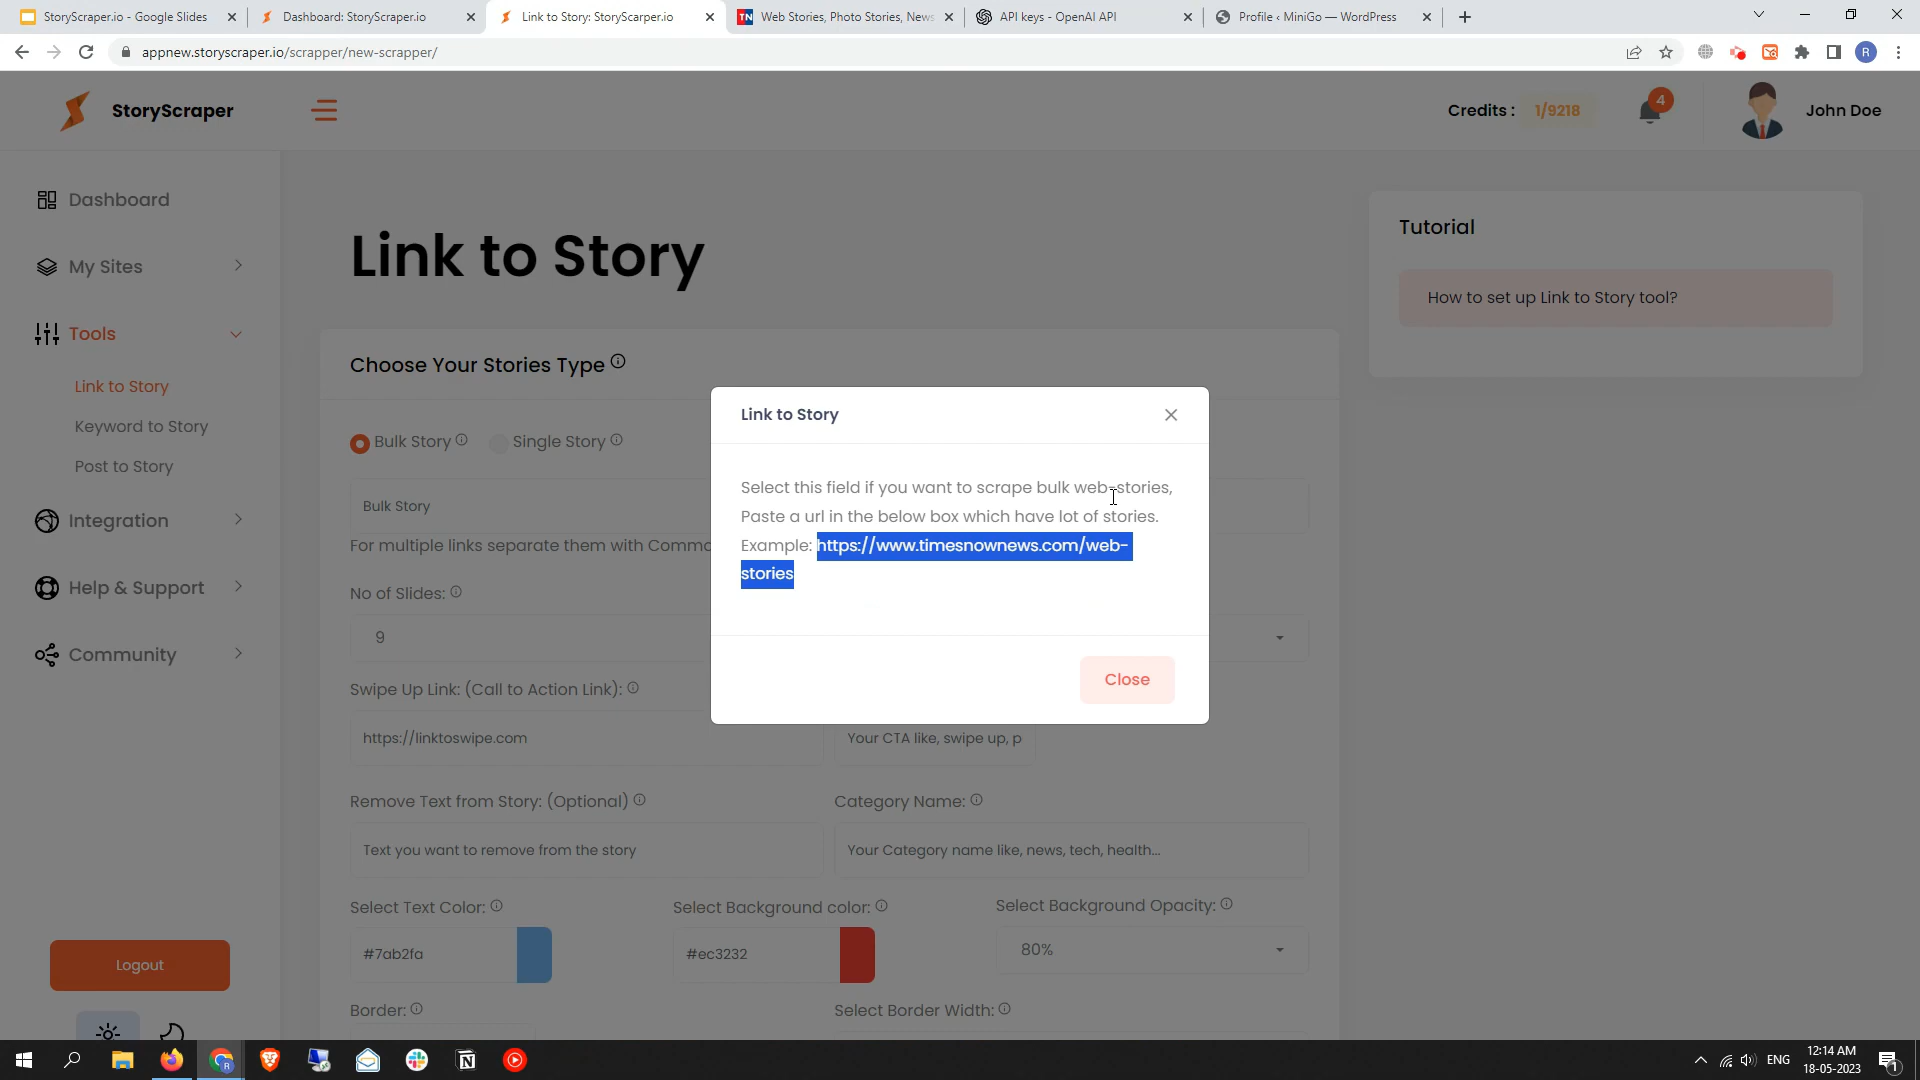 StoryScraper.io - Google Slides
Dashboard: StoryScraper.io
Link to Story: StoryScarper.io
Web Stories, Photo Stories, News
API keys - OpenAI API
Profile ‹ MiniGo — WordPress
appnew.storyscraper.io/scrapper/new-scrapper/
R
StoryScraper
Credits : 1/9218
4
John Doe
Dashboard
My Sites
Tools
Link to Story
Keyword to Story
Post to Story
Integration
Help & Support
Community
Logout
Link to Story
Tutorial
How to set up Link to Story tool?
Choose Your Stories Type
Bulk Story
Single Story
Bulk Story
For multiple links separate them with Comma
No of Slides:
9
Swipe Up Link: (Call to Action Link):
https://linktoswipe.com
Your CTA like, swipe up, p
Remove Text from Story: (Optional)
Category Name:
Text you want to remove from the story
Your Category name like, news, tech, health...
Select Text Color:
Select Background color:
Select Background Opacity:
#7ab2fa
#ec3232
80%
Border:
Select Border Width:
Link to Story
Select this field if you want to scrape bulk web-stories,
Paste a url in the below box which have lot of stories.
Example: https://www.timesnownews.com/web-
stories
Close
ENG
12:14 AM
18-05-2023
1